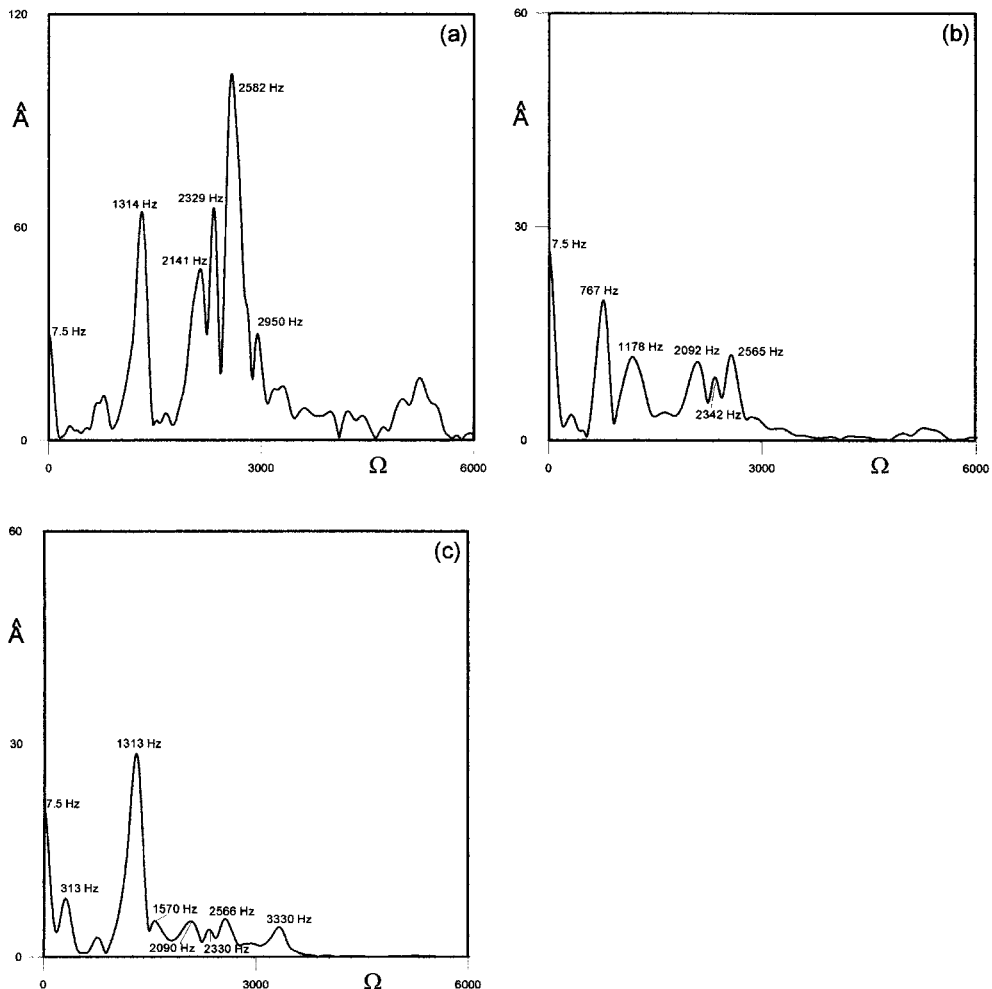 120
(a)
Â
2582 Hz
1314 Hz
2329 Hz
60
2141 Hz
2950 Hz
7.5 Hz
0
0
3000
Ω
6000
60
(b)
Â
30
7.5 Hz
767 Hz
1178 Hz
2092 Hz
2565 Hz
2342 Hz
0
0
3000
Ω
6000
60
(c)
Â
30
1313 Hz
7.5 Hz
313 Hz
1570 Hz
2566 Hz
3330 Hz
2090 Hz
2330 Hz
0
0
3000
Ω
6000